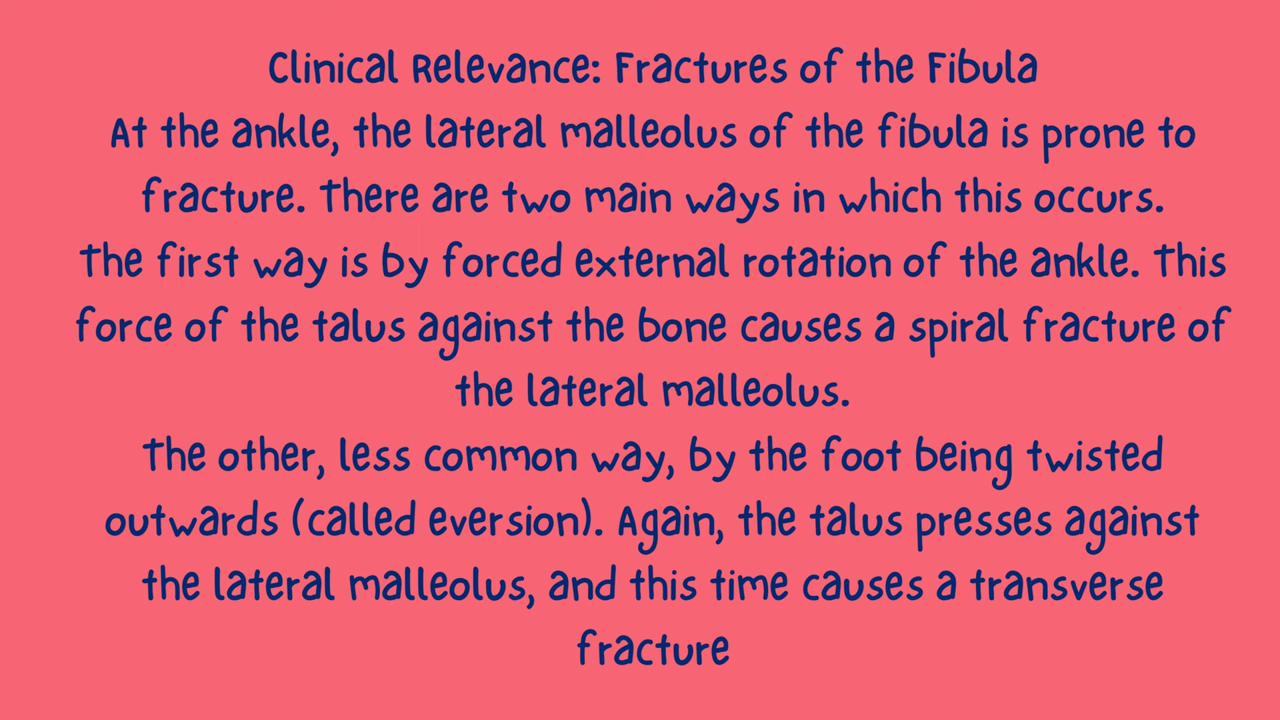 Clinical Relevance: Fractures of the Fibula
At the ankle, the lateral malleolus of the fibula is prone to
fracture. There are two main ways in which this occurs.
The first way is by forced external rotation of the ankle. This
force of the talus against the bone causes a spiral fracture of
the lateral malleolus.
The other, less common way, by the foot being twisted
outwards (called eversion). Again, the talus presses against
the lateral malleolus, and this time causes a transverse
fracture